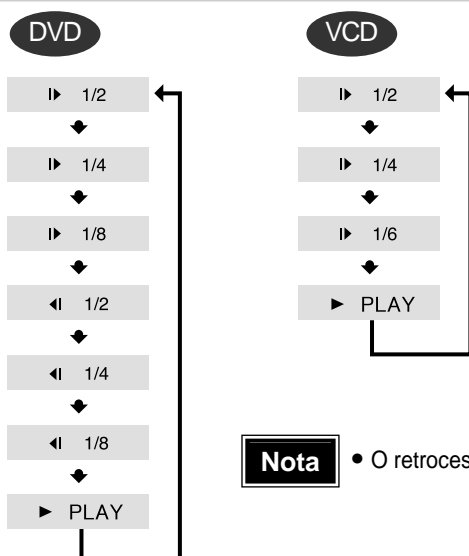 DVD
I▶ 1/2
I▶ 1/4
I▶ 1/8
◀I 1/2
◀I 1/4
◀I 1/8
► PLAY
VCD
I▶ 1/2
I▶ 1/4
I▶ 1/6
► PLAY
Nota • O retroces